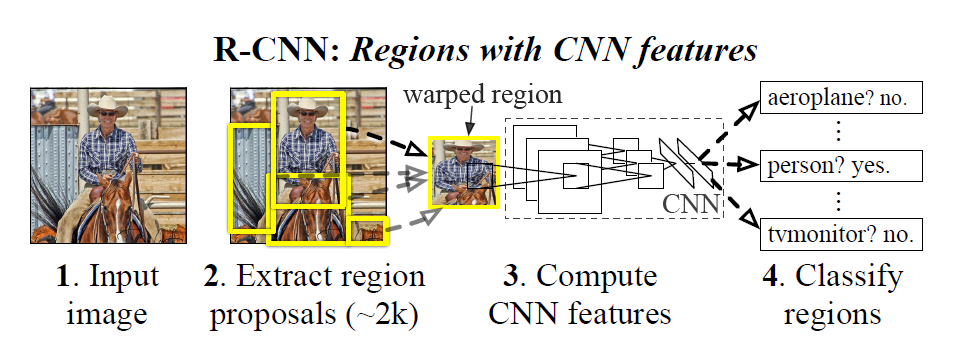 R-CNN: Regions with CNN features
warped region
aeroplane? no.
person? yes.
tvmonitor? no.
CNN
1. Input
image
2. Extract region
proposals (~2k)
3. Compute
CNN features
4. Classify
regions